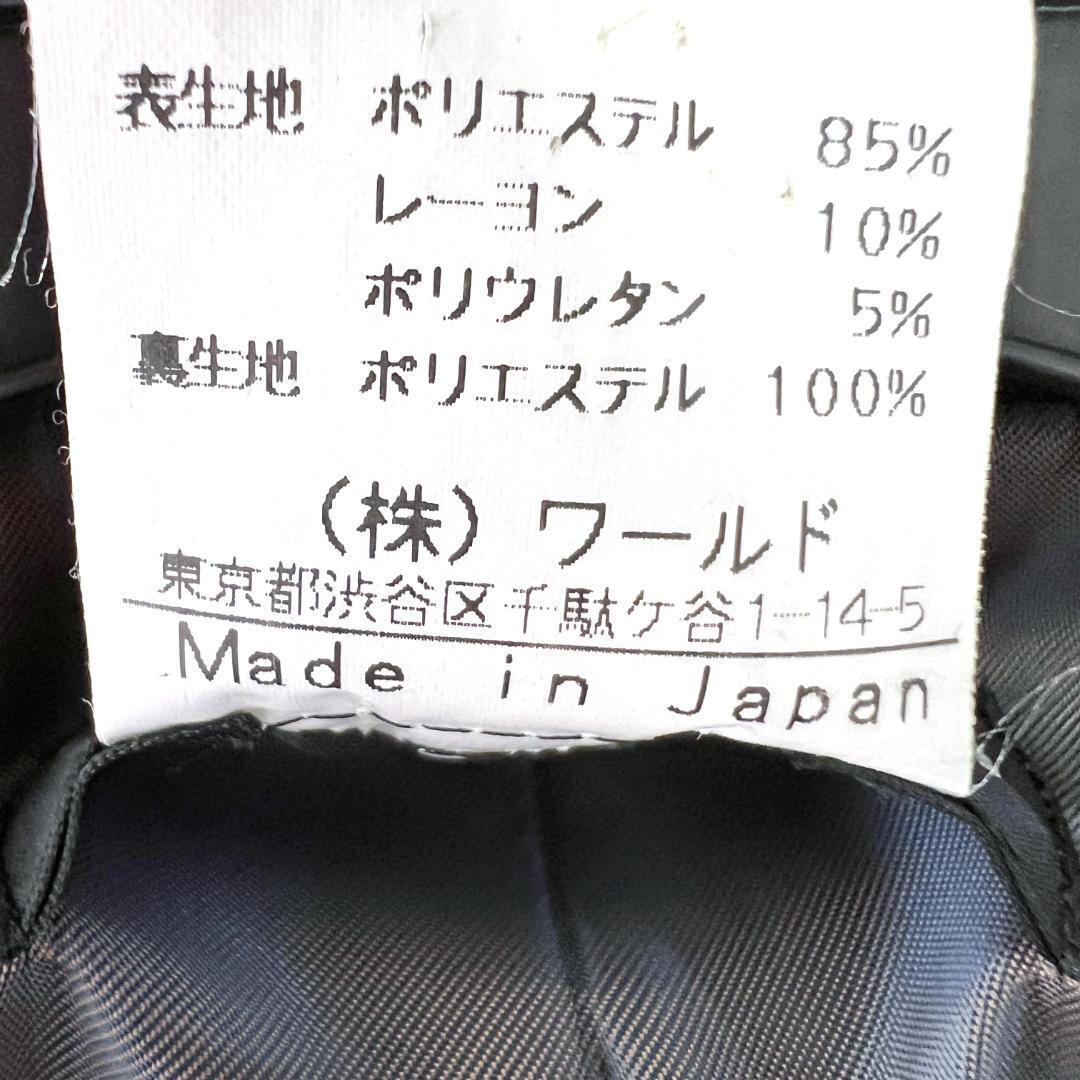 表生地 ポリエステル 85%
レーヨン 10%
ポリウレタン 5%
裏生地 ポリエステル 100%
(株) ワールド
東京都渋谷区千駄ケ谷1-14-5
Made in Japan